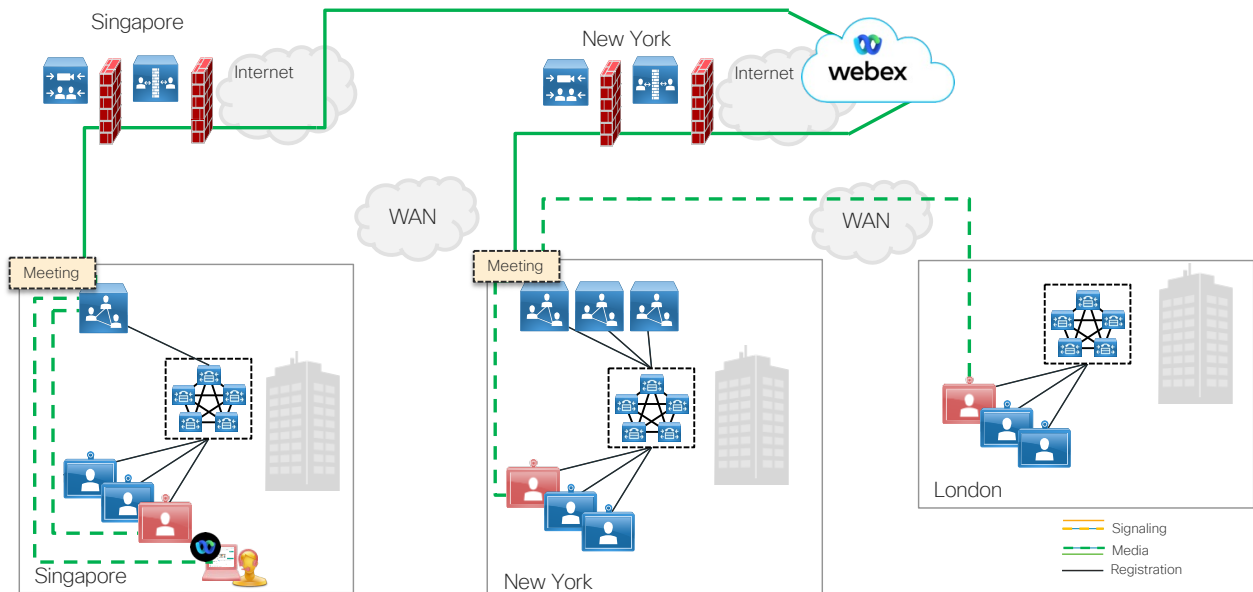 Singapore
Internet
New York
Internet
webex
WAN
WAN
Meeting
Meeting
Singapore
New York
London
Signaling
Media
Registration